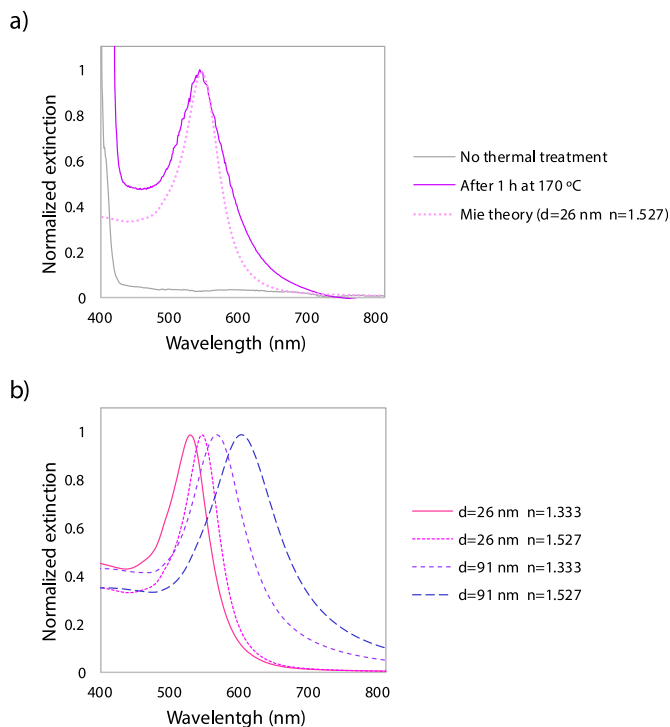 a)
Normalized extinction
1
0.8
0.6
0.4
0.2
0
400 500 600 700 800
Wavelength (nm)
No thermal treatment
After 1 h at 170 ºC
Mie theory (d=26 nm n=1.527)
b)
Normalized extinction
1
0.8
0.6
0.4
0.2
0
400 500 600 700 800
Wavelentgh (nm)
d=26 nm n=1.333
d=26 nm n=1.527
d=91 nm n=1.333
d=91 nm n=1.527